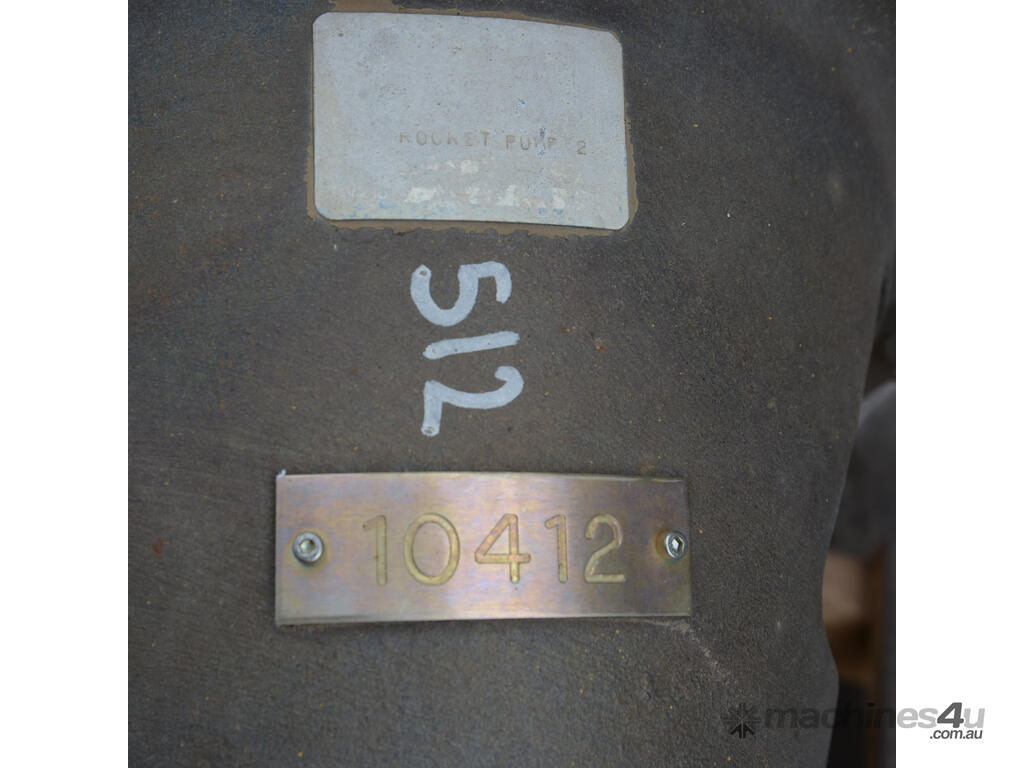 ROCKET PUMP 2
512
10412
machines4u
.com.au